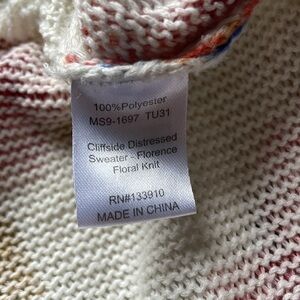 100%Polyester
MS9-1697 TU31
Cliffside Distressed
Sweater - Florence
Floral Knit
RN#133910
MADE IN CHINA